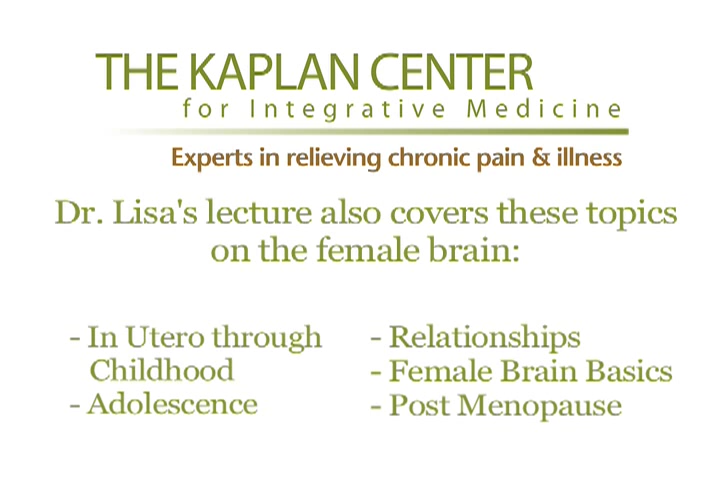 THE KAPLAN CENTER
for Integrative Medicine
Experts in relieving chronic pain & illness
Dr. Lisa's lecture also covers these topics
on the female brain:
- In Utero through
Childhood
- Adolescence
- Relationships
- Female Brain Basics
- Post Menopause